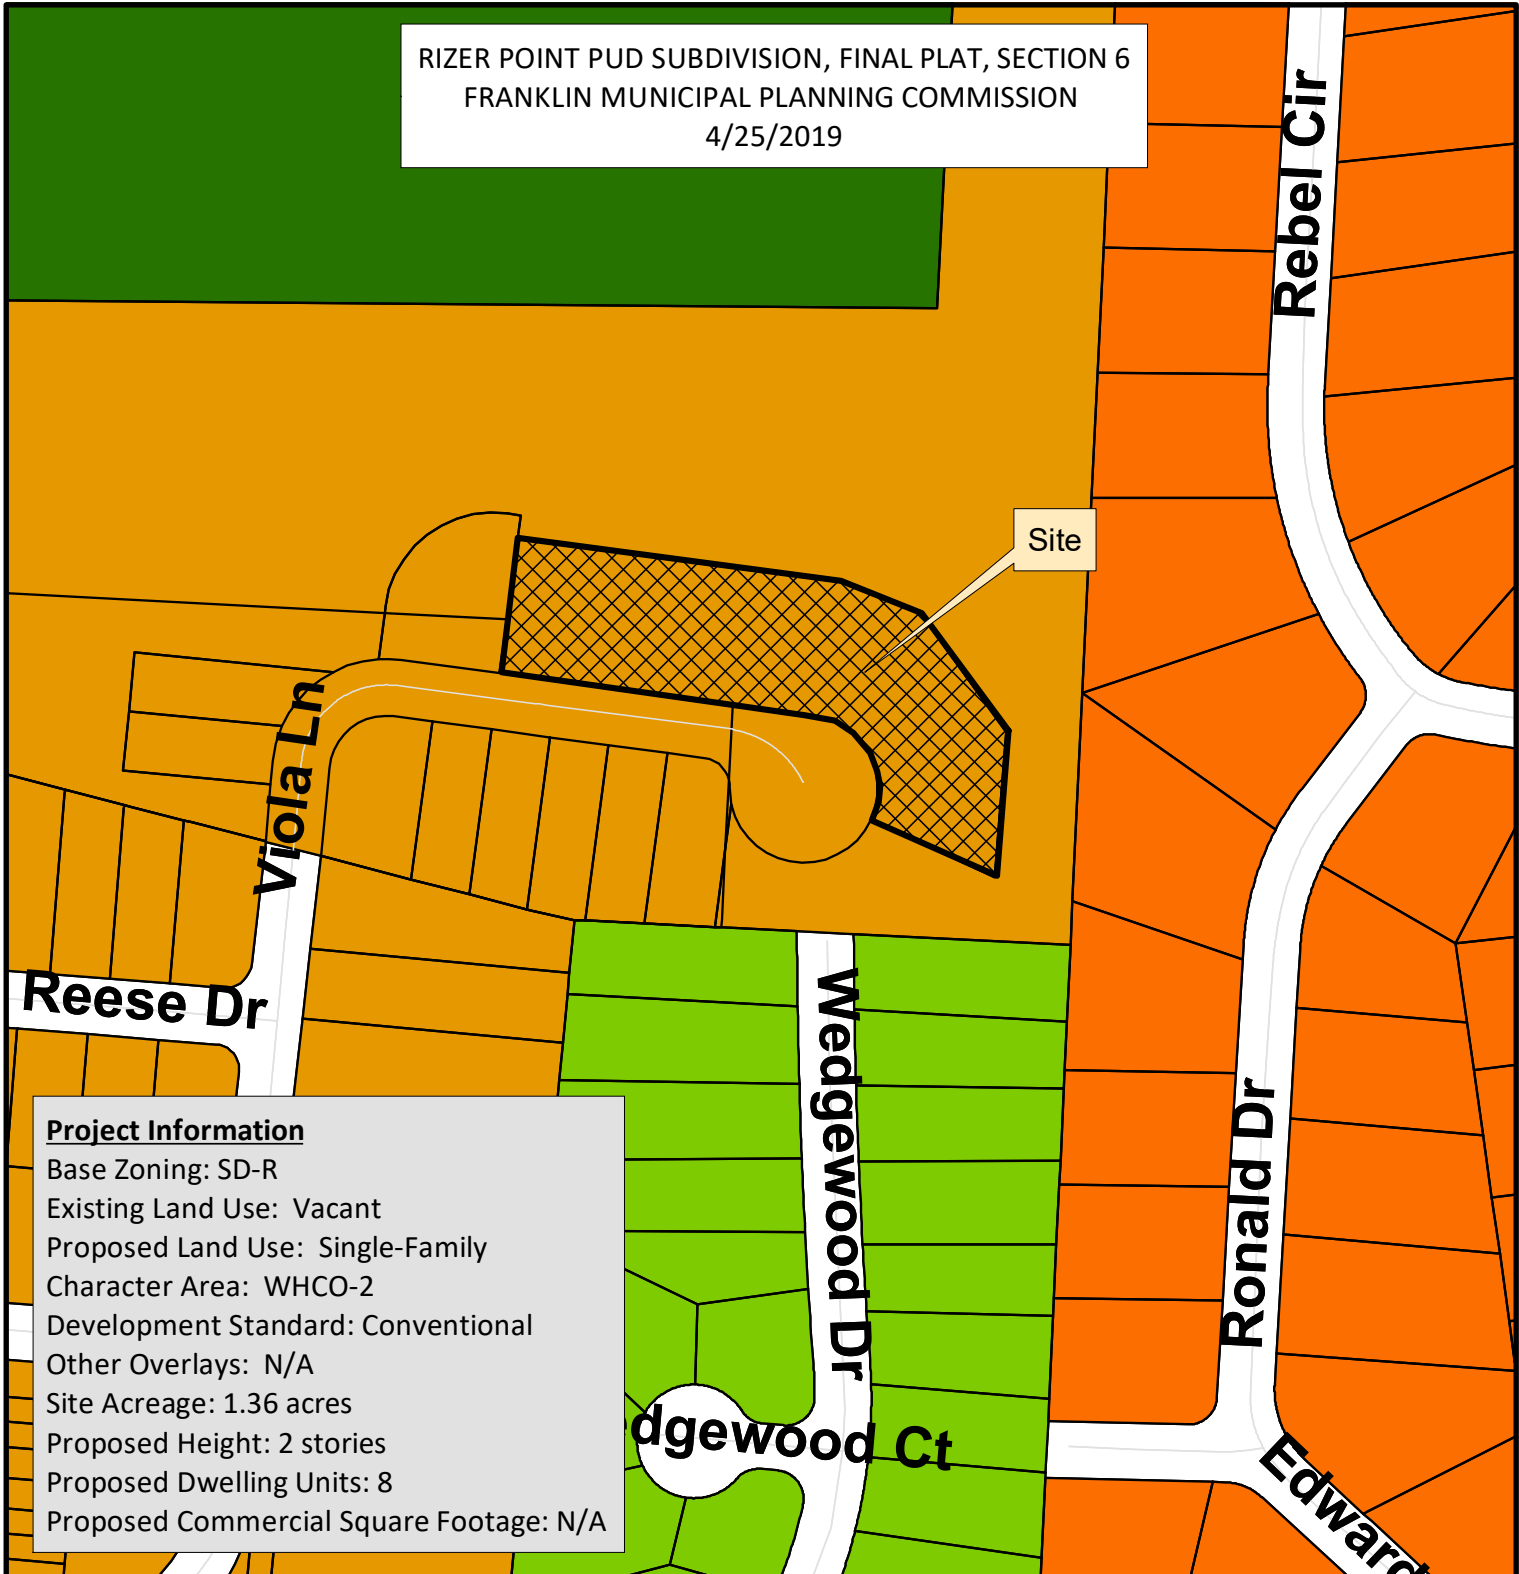 RIZER POINT PUD SUBDIVISION, FINAL PLAT, SECTION 6
FRANKLIN MUNICIPAL PLANNING COMMISSION
4/25/2019
Rebel Cir
Site
Viola Ln
Reese Dr
Wedgewood Dr
Ronald Dr
edgewood Ct
Edward
Project Information
Base Zoning: SD-R
Existing Land Use: Vacant
Proposed Land Use: Single-Family
Character Area: WHCO-2
Development Standard: Conventional
Other Overlays: N/A
Site Acreage: 1.36 acres
Proposed Height: 2 stories
Proposed Dwelling Units: 8
Proposed Commercial Square Footage: N/A